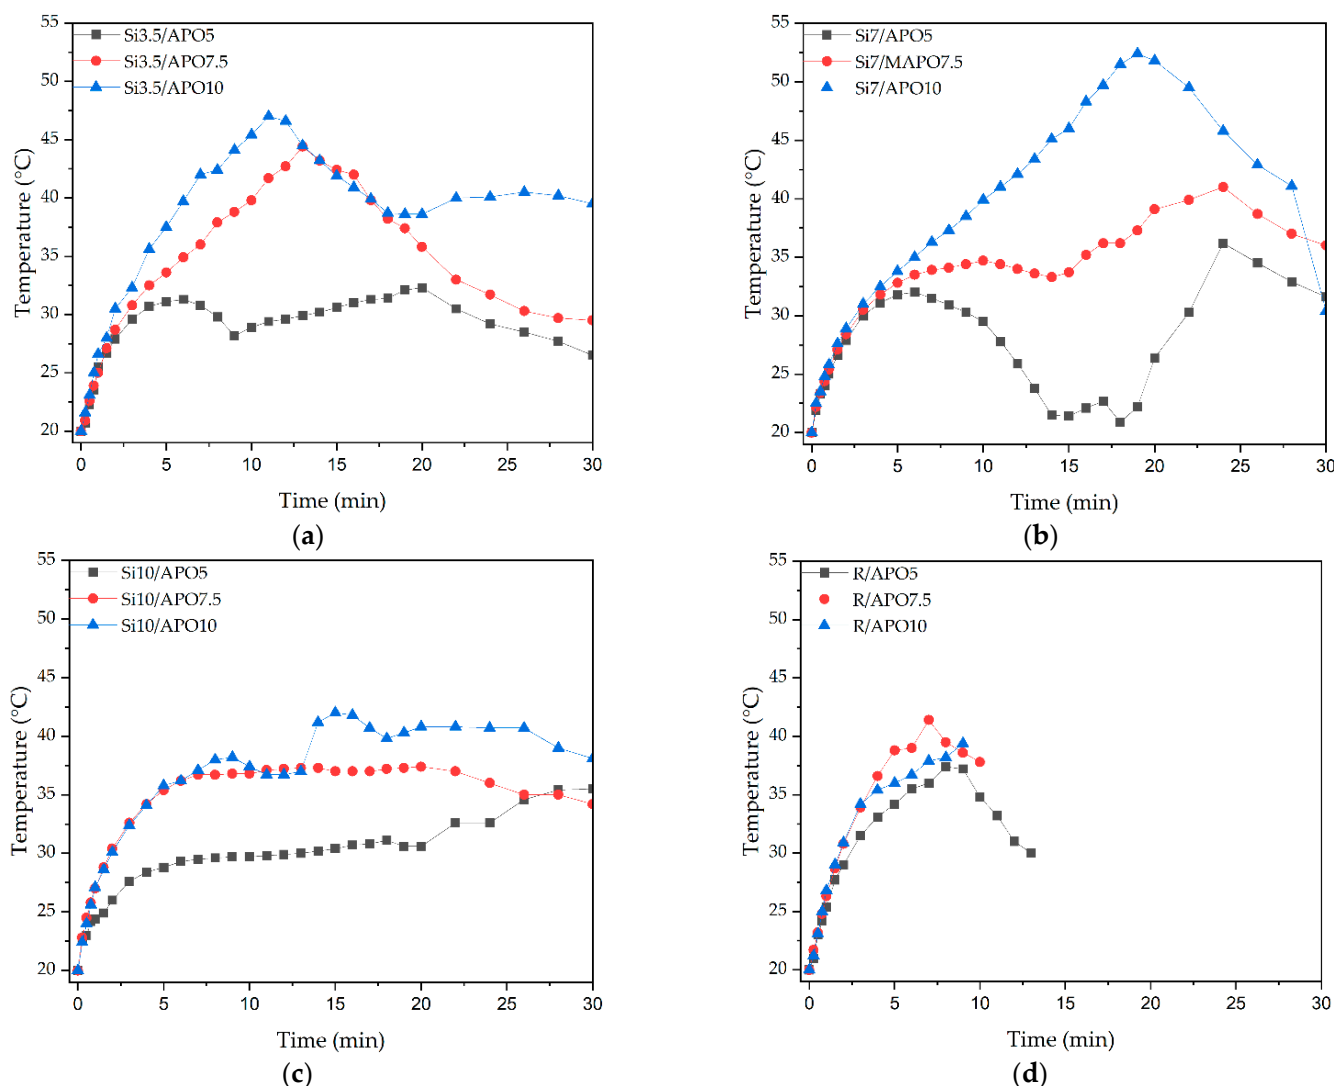 55
50
45
40
35
30
25
20
Temperature (°C)
Si3.5/APO5
Si3.5/APO7.5
Si3.5/APO10
0 5 10 15 20 25 30
Time (min)
(a)
55
50
45
40
35
30
25
20
Temperature (°C)
Si7/APO5
Si7/MAPO7.5
Si7/APO10
0 5 10 15 20 25 30
Time (min)
(b)
55
50
45
40
35
30
25
20
Temperature (°C)
Si10/APO5
Si10/APO7.5
Si10/APO10
0 5 10 15 20 25 30
Time (min)
(c)
55
50
45
40
35
30
25
20
Temperature (°C)
R/APO5
R/APO7.5
R/APO10
0 5 10 15 20 25 30
Time (min)
(d)